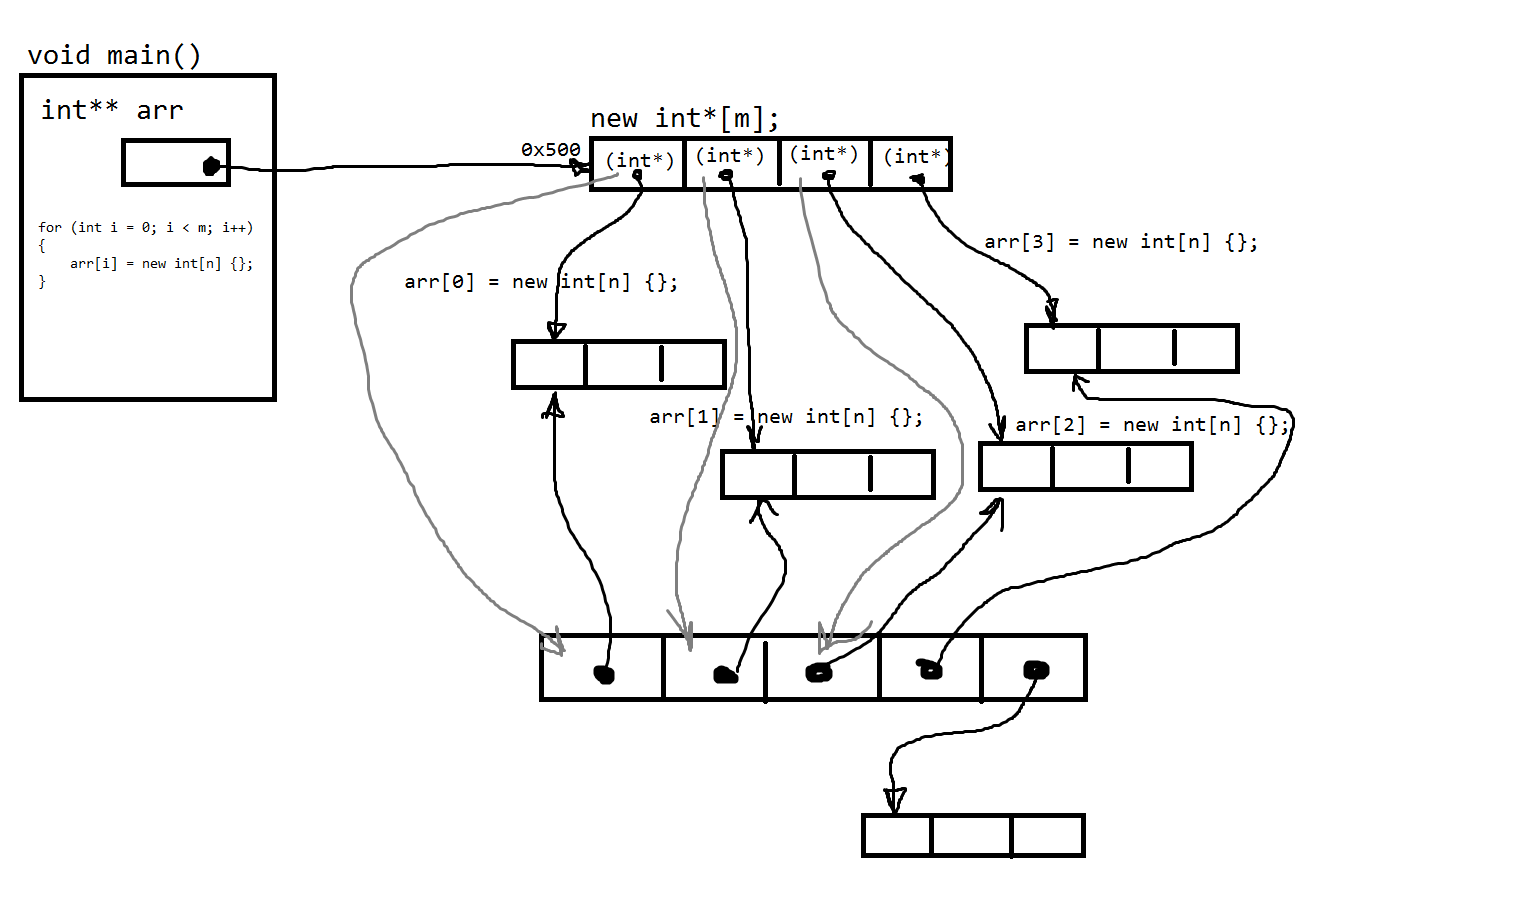 void main()
int** arr
for (int i = 0; i < m; i++)
{
    arr[i] = new int[n] {};
}
new int*[m];
0x500
(int*) (int*) (int*) (int*)
arr[3] = new int[n] {};
arr[0] = new int[n] {};
arr[1] = new int[n] {};
arr[2] = new int[n] {};